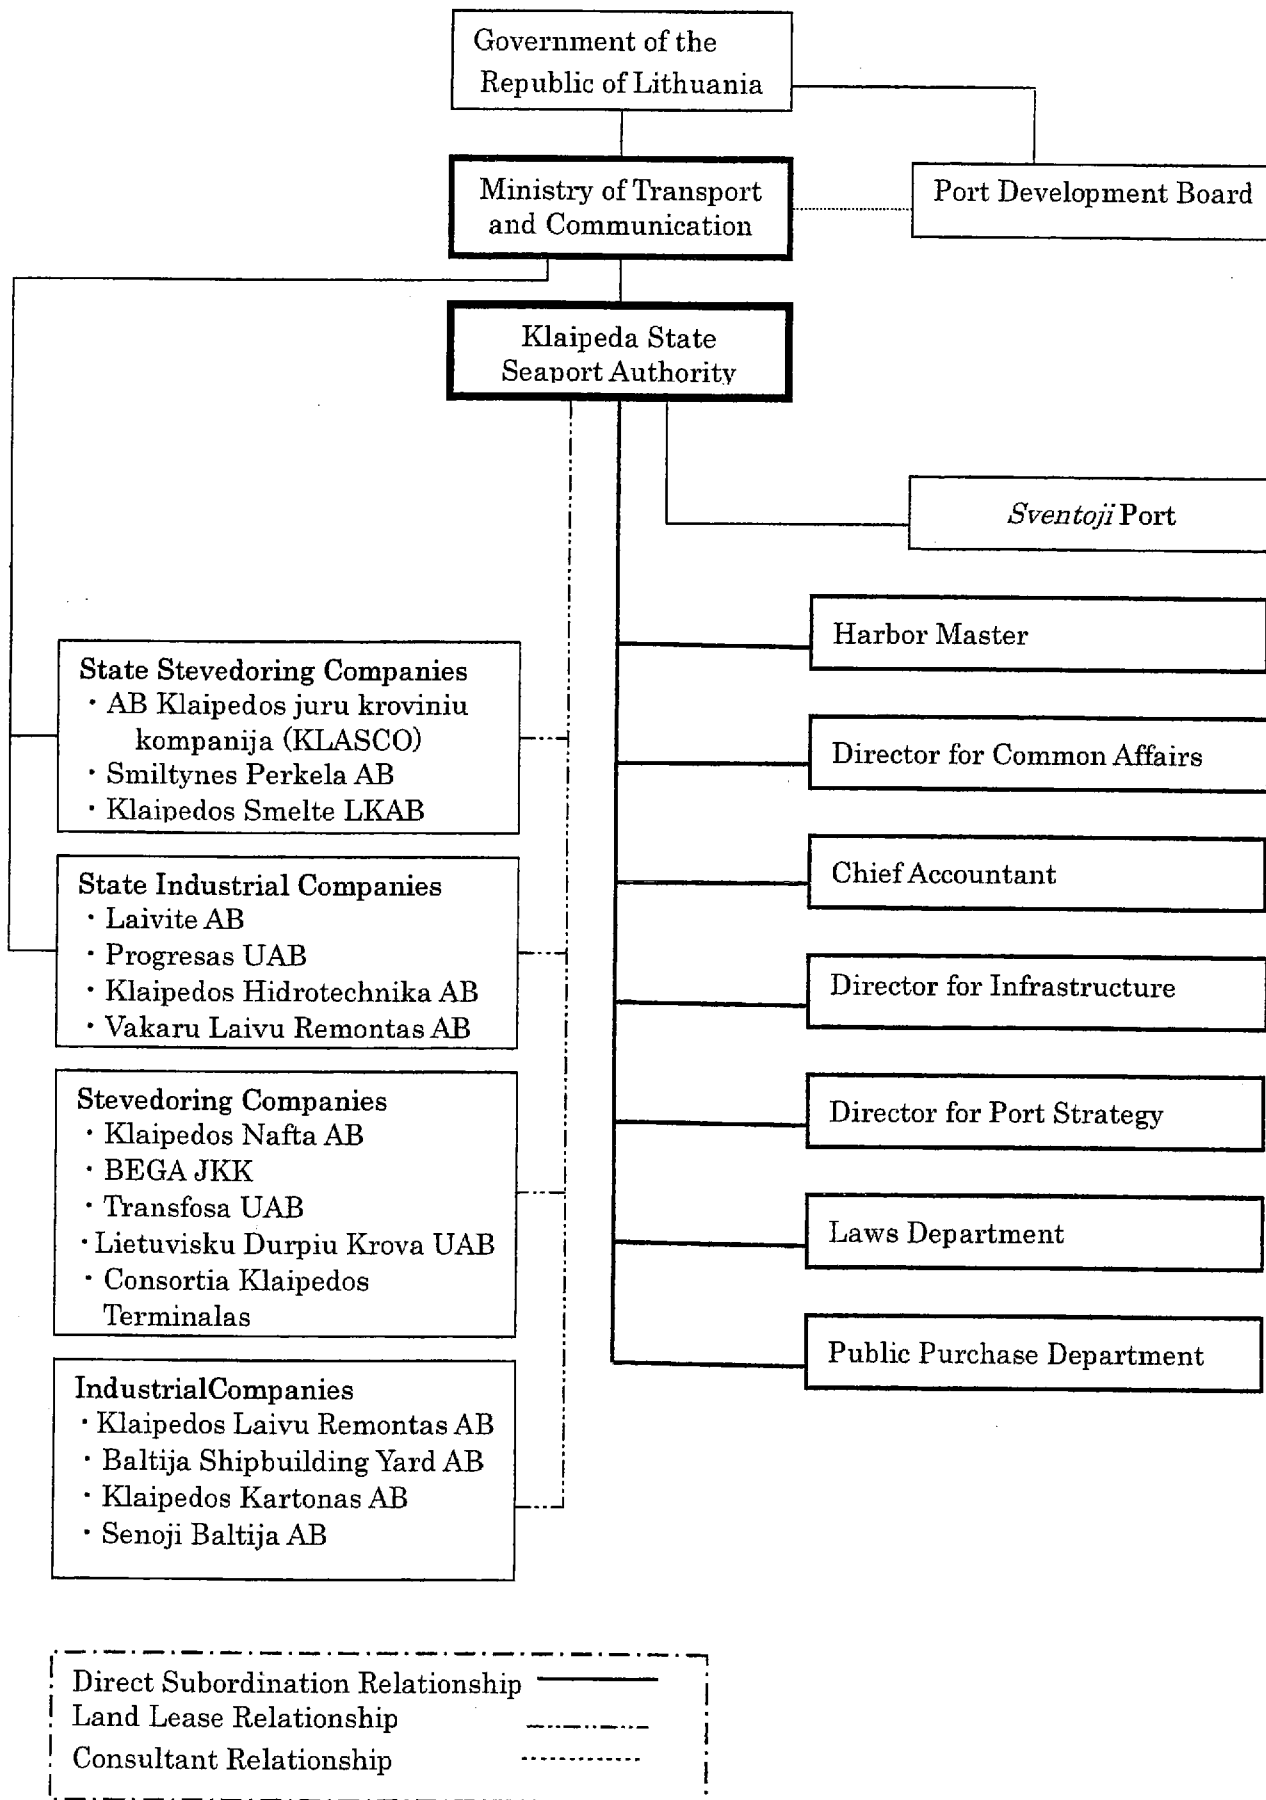 Government of the
Republic of Lithuania
Ministry of Transport
and Communication
Port Development Board
Klaipeda State
Seaport Authority
Sventoji Port
Harbor Master
Director for Common Affairs
Chief Accountant
Director for Infrastructure
Director for Port Strategy
Laws Department
Public Purchase Department
State Stevedoring Companies
・AB Klaipedos juru kroviniu
kompanija (KLASCO)
・Smiltynes Perkela AB
・Klaipedos Smelte LKAB
State Industrial Companies
・Laivite AB
・Progresas UAB
・Klaipedos Hidrotechnika AB
・Vakaru Laivu Remontas AB
Stevedoring Companies
・Klaipedos Nafta AB
・BEGA JKK
・Transfosa UAB
・Lietuvisku Durpiu Krova UAB
・Consortia Klaipedos
Terminalas
IndustrialCompanies
・Klaipedos Laivu Remontas AB
・Baltija Shipbuilding Yard AB
・Klaipedos Kartonas AB
・Senoji Baltija AB
Direct Subordination Relationship
Land Lease Relationship
Consultant Relationship